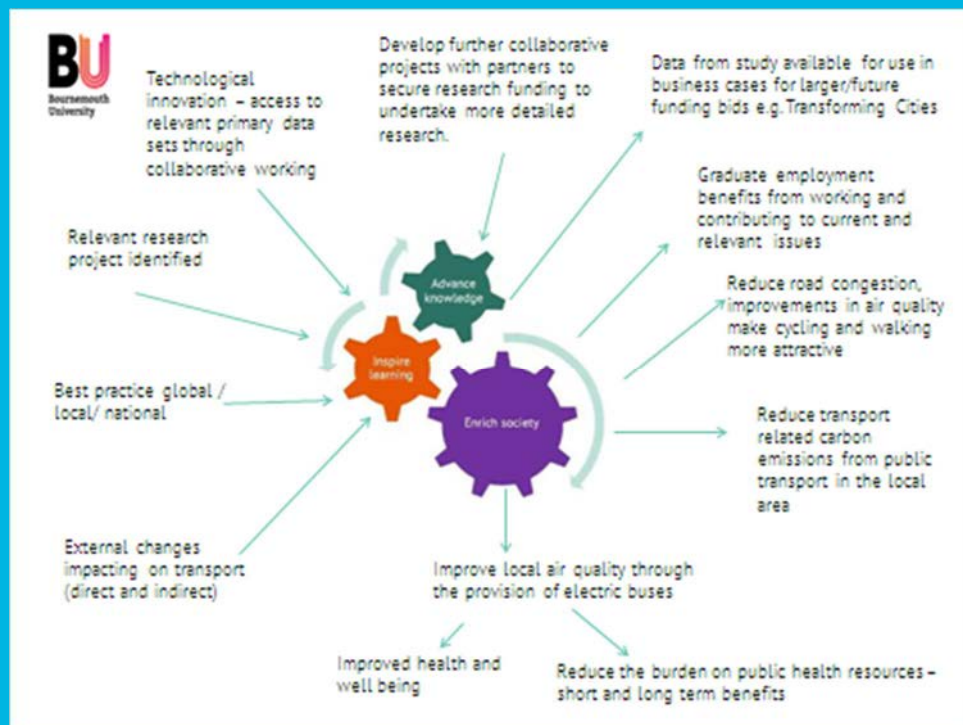 BU
Bournemouth
University
Technological
innovation – access to
relevant primary data
sets through
collaborative working
Develop further collaborative
projects with partners to
secure research funding to
undertake more detailed
research.
Data from study available for use in
business cases for larger/future
funding bids e.g. Transforming Cities
Graduate employment
benefits from working and
contributing to current and
relevant issues
Relevant research
project identified
Advance
knowledge
Reduce road congestion,
improvements in air quality
make cycling and walking
more attractive
Inspire
learning
Best practice global /
local/ national
Enrich society
Reduce transport
related carbon
emissions from public
transport in the local
area
External changes
impacting on transport
(direct and indirect)
Improve local air quality through
the provision of electric buses
Improved health and
well being
Reduce the burden on public health resources –
short and long term benefits